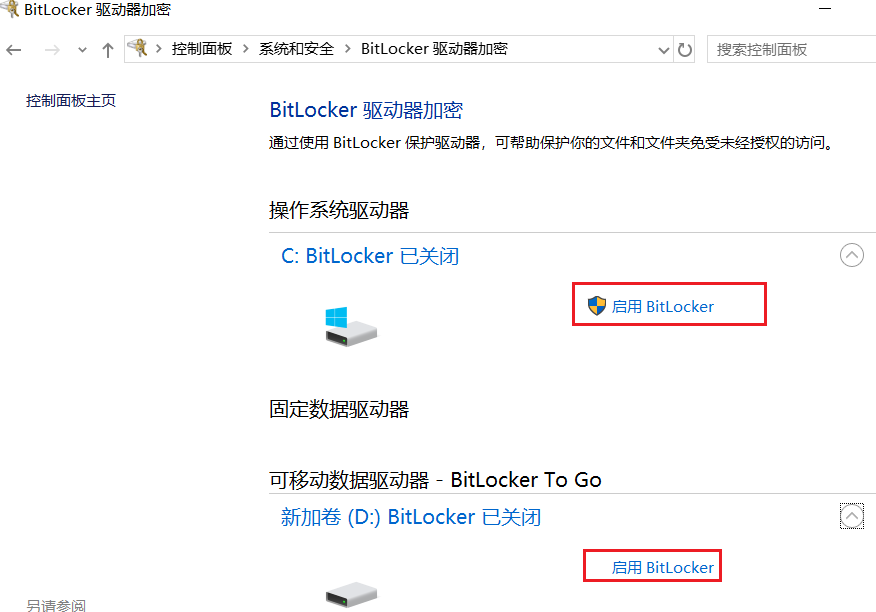 BitLocker 驱动器加密
控制面板 > 系统和安全 > BitLocker 驱动器加密
搜索控制面板
控制面板主页
BitLocker 驱动器加密
通过使用 BitLocker 保护驱动器，可帮助保护你的文件和文件夹免受未经授权的访问。
操作系统驱动器
C: BitLocker 已关闭
启用 BitLocker
固定数据驱动器
可移动数据驱动器 - BitLocker To Go
新加卷 (D:) BitLocker 已关闭
启用 BitLocker
另请参阅